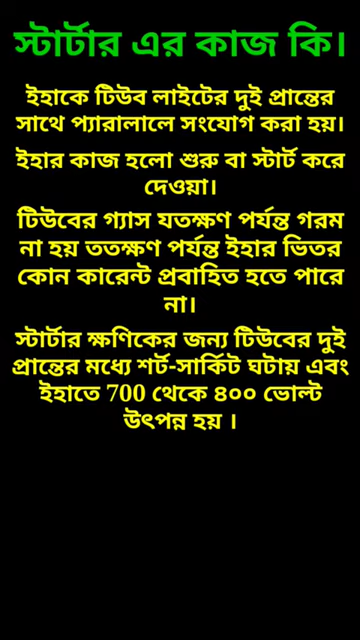 স্টার্টার এর কাজ কি।
ইহাকে টিউব লাইটের দুই প্রান্তের
সাথে প্যারালালে সংযোগ করা হয়।
ইহার কাজ হলো শুরু বা স্টার্ট করে
দেওয়া।
টিউবের গ্যাস যতক্ষণ পর্যন্ত গরম
না হয় ততক্ষণ পর্যন্ত ইহার ভিতর
কোন কারেন্ট প্রবাহিত হতে পারে
না।
স্টার্টার ক্ষণিকের জন্য টিউবের দুই
প্রান্তের মধ্যে শর্ট-সার্কিট ঘটায় এবং
ইহাতে 700 থেকে ৪০০ ভোল্ট
উৎপন্ন হয় ।